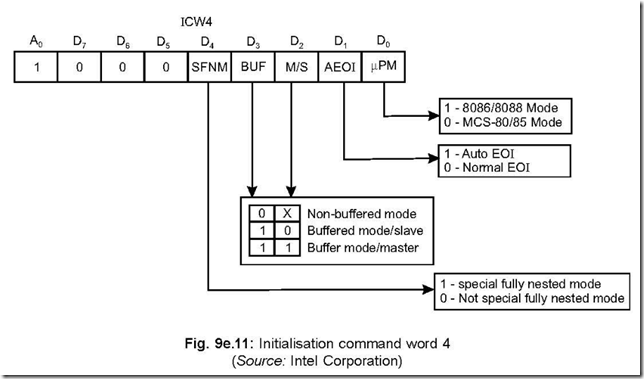 ICW4
A0 D7 D6 D5 D4 D3 D2 D1 D0
1 0 0 0 SFNM BUF M/S AEOI μPM
1 - 8086/8088 Mode
0 - MCS-80/85 Mode
1 - Auto EOI
0 - Normal EOI
0 X Non-buffered mode
1 0 Buffered mode/slave
1 1 Buffer mode/master
1 - special fully nested mode
0 - Not special fully nested mode
Fig. 9e.11: Initialisation command word 4
(Source: Intel Corporation)